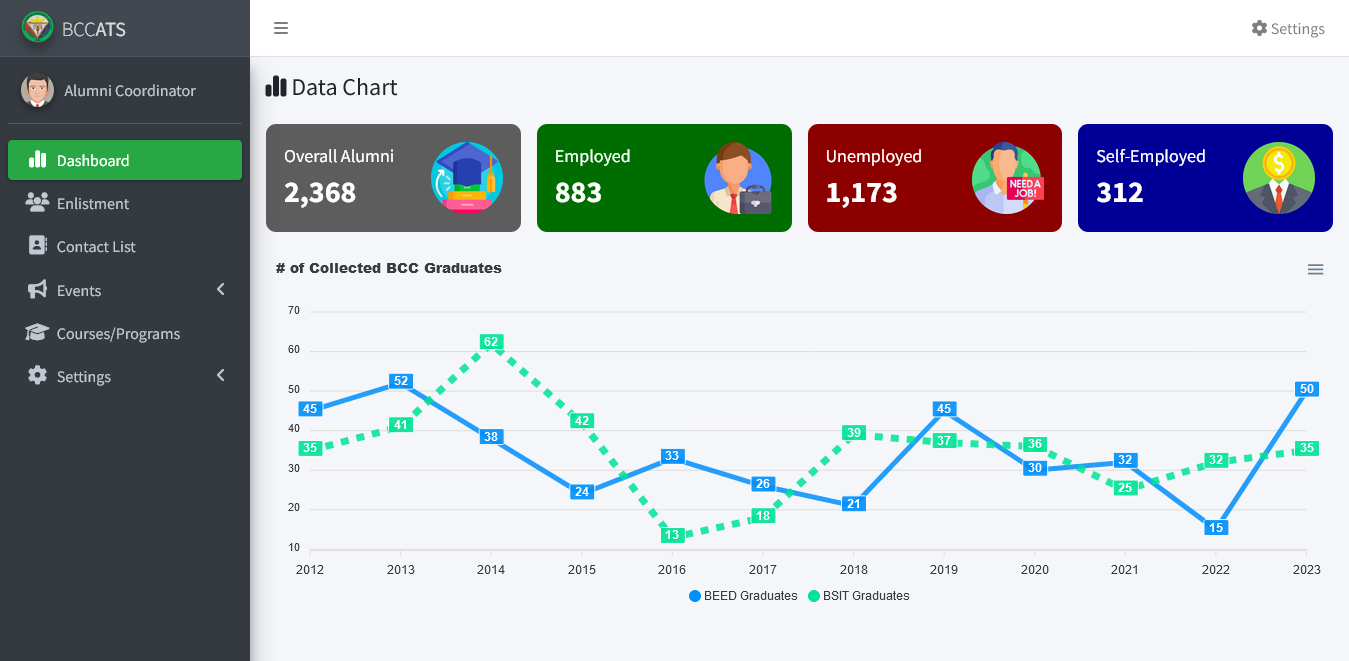 BCCATS
Settings
Alumni Coordinator
Dashboard
Enlistment
Contact List
Events
Courses/Programs
Settings
Data Chart
Overall Alumni
2,368
Employed
883
Unemployed
1,173
NEED A
JOB!
Self-Employed
312
$
# of Collected BCC Graduates
70
60
50
40
30
20
10
45 52 38 24 33 26 21 45 30 32 15 50
35 41 62 42 13 18 39 37 36 25 32 35
2012 2013 2014 2015 2016 2017 2018 2019 2020 2021 2022 2023
BEED Graduates BSIT Graduates